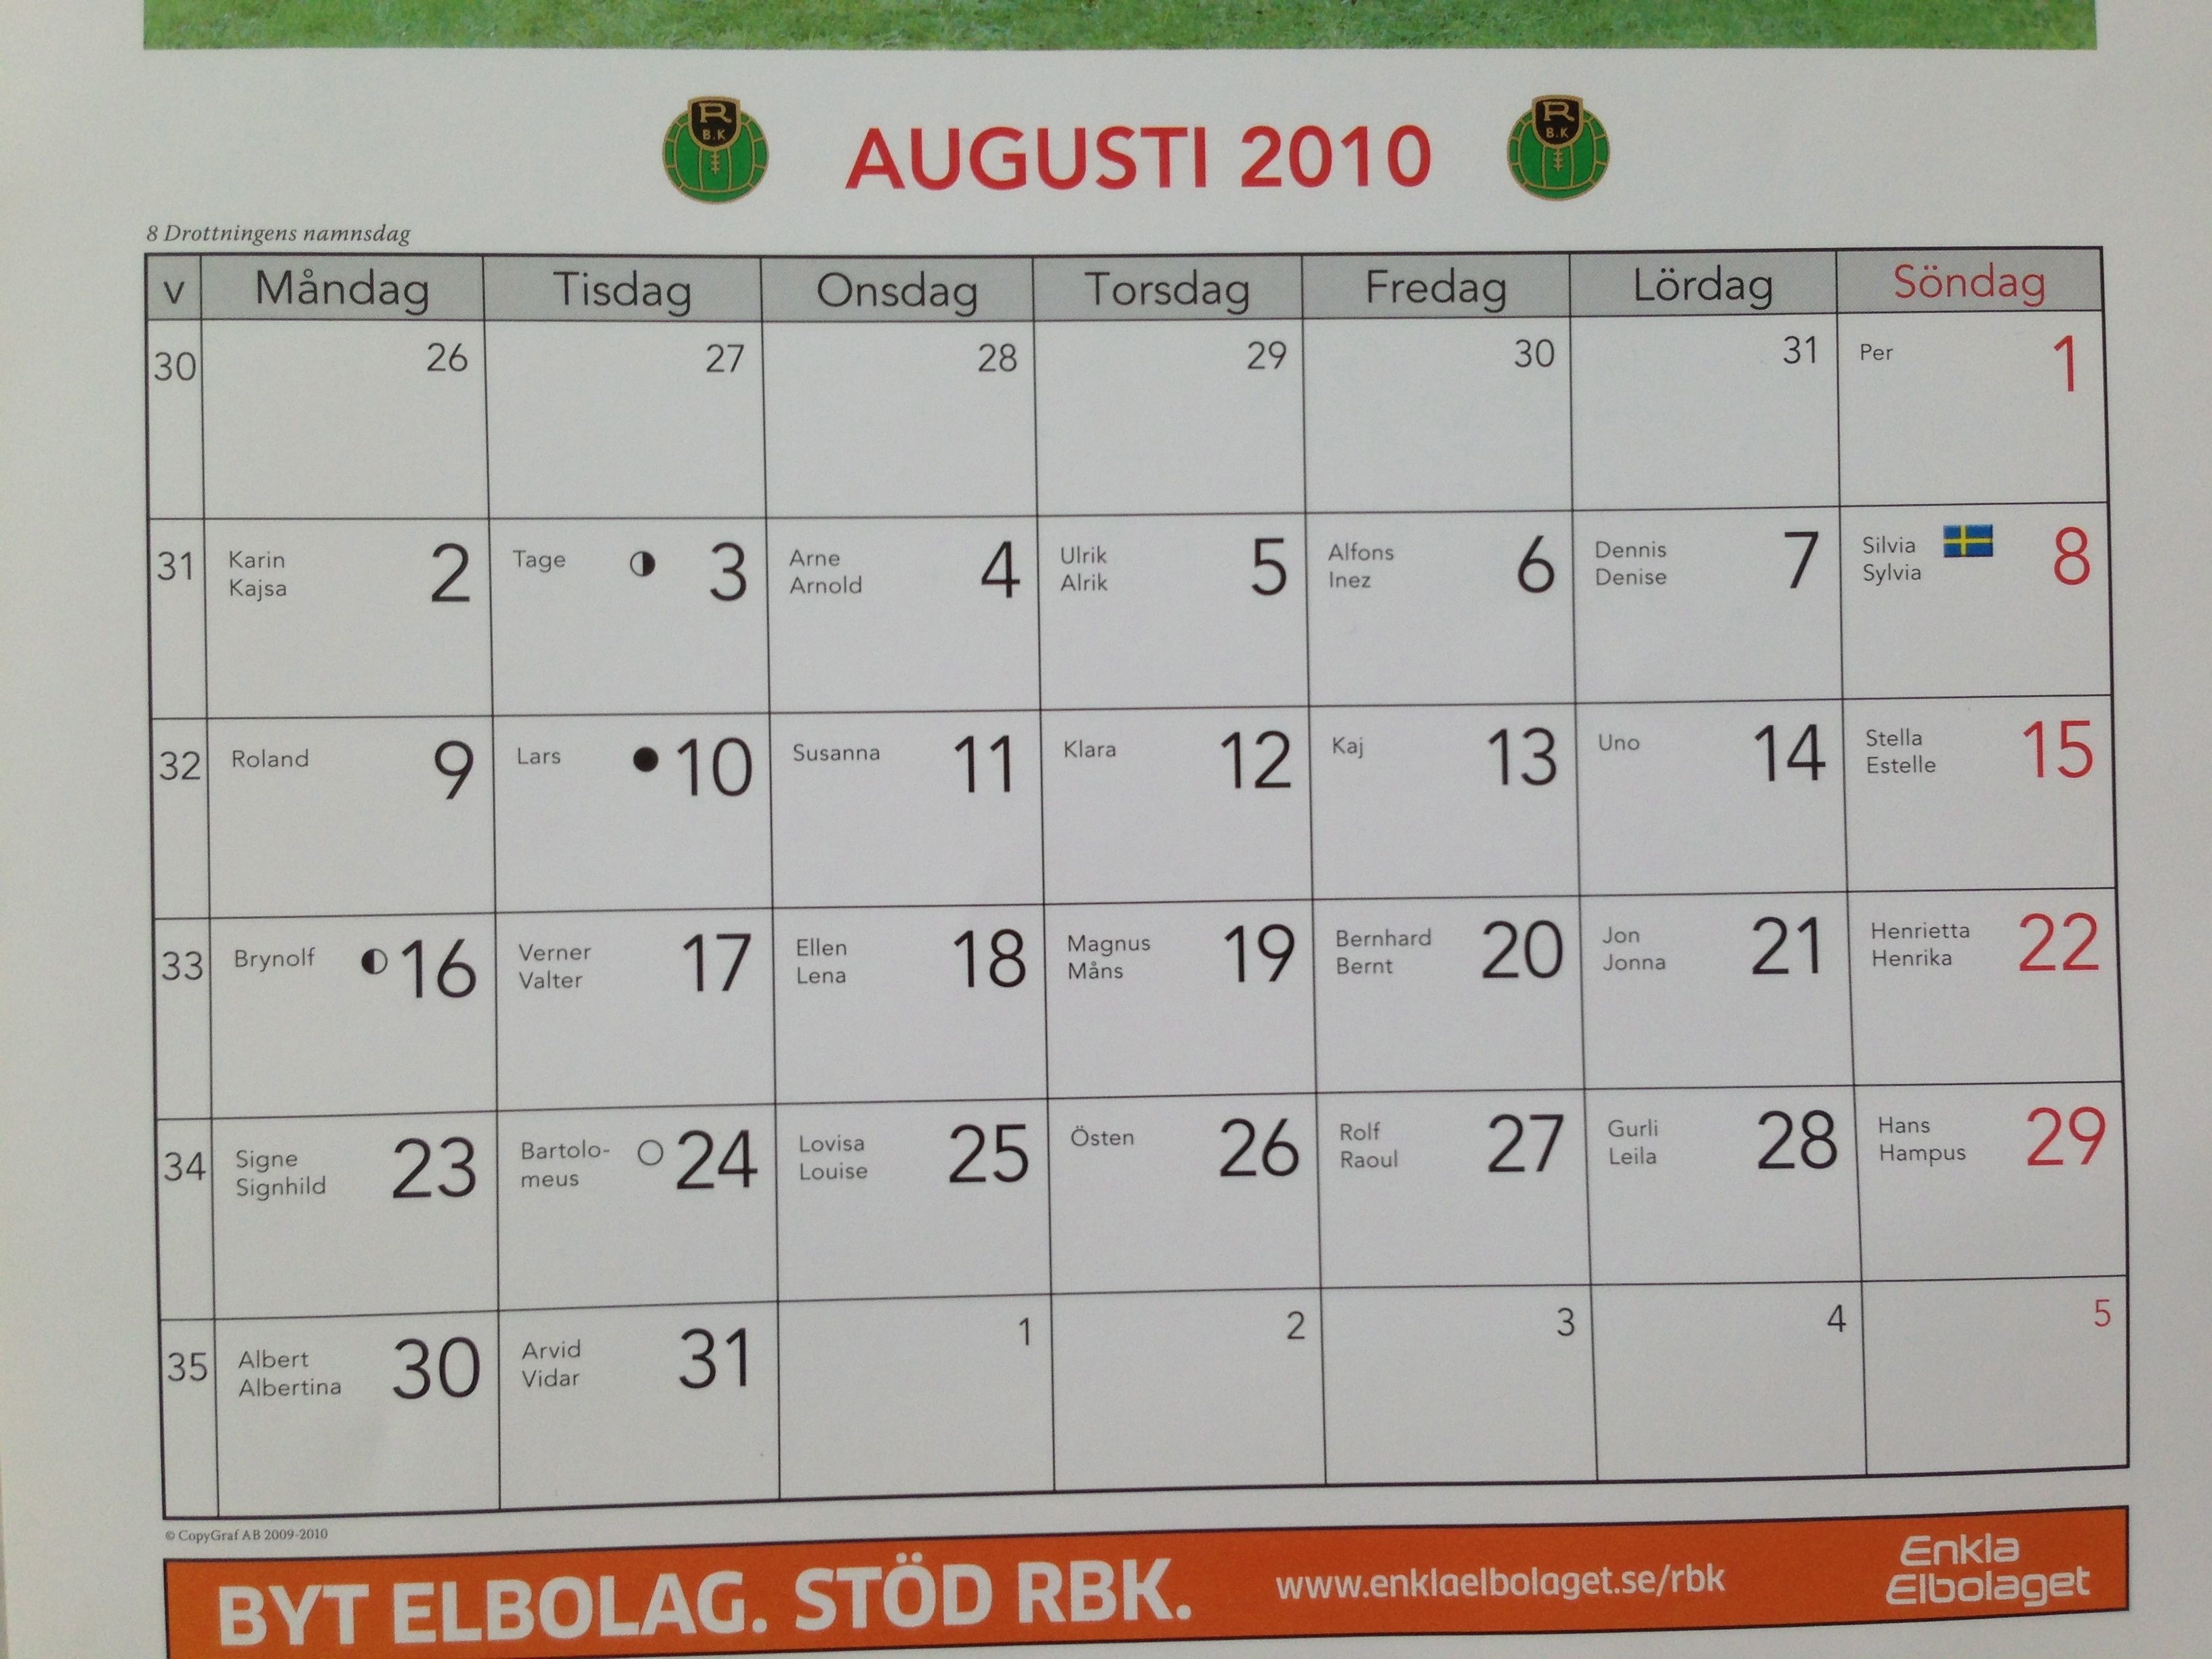 R
B.K
AUGUSTI 2010
R
B.K
8 Drottningens namnsdag
v Måndag Tisdag Onsdag Torsdag Fredag Lördag Söndag
30 26 27 28 29 30 31 Per 1
31 Karin 2 Tage 3 Arne 4 Ulrik 5 Alfons 6 Dennis 7 Silvia 8
Kajsa Arnold Alrik Inez Denise Sylvia
32 Roland 9 Lars 10 Susanna 11 Klara 12 Kaj 13 Uno 14 Stella 15
Estelle
33 Brynolf 16 Verner 17 Ellen 18 Magnus 19 Bernhard 20 Jon 21 Henrietta 22
Valter Lena Måns Bernt Jonna Henrika
34 Signe 23 Bartolo- 24 Lovisa 25 Östen 26 Rolf 27 Gurli 28 Hans 29
Signhild meus Louise Raoul Leila Hampus
35 Albert 30 Arvid 31 1 2 3 4 5
Albertina Vidar
© CopyGraf AB 2009-2010
BYT ELBOLAG. STÖD RBK. www.enklaelbolaget.se/rbk Enkla
Elbolaget